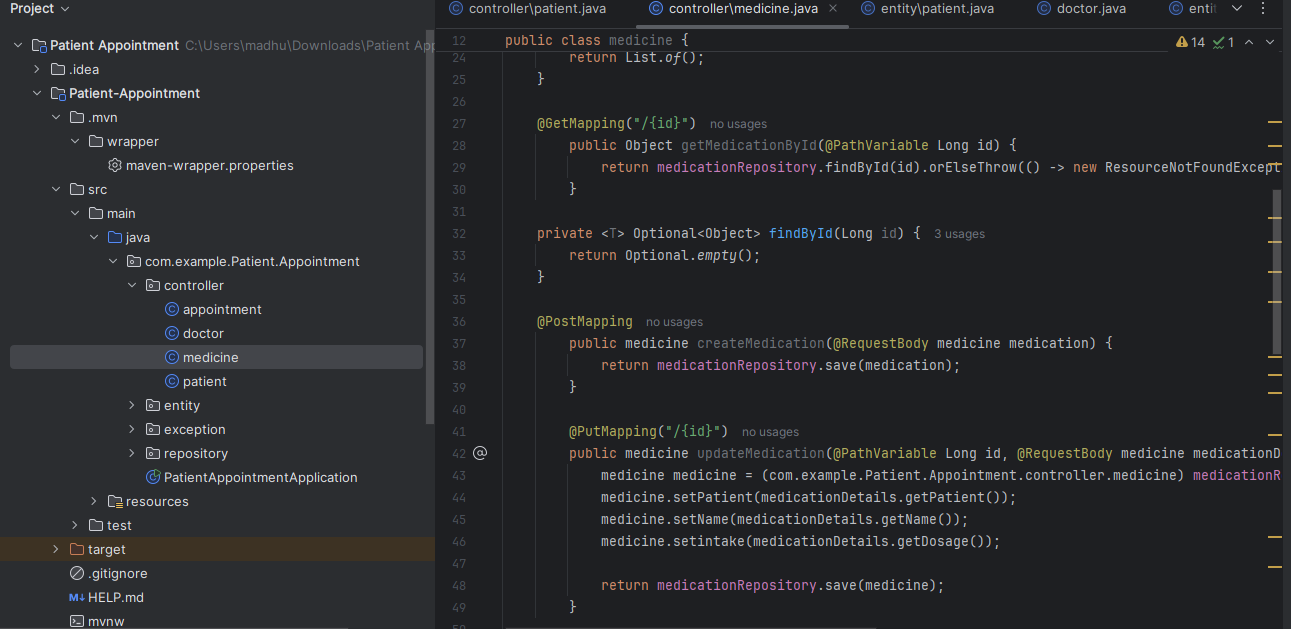 Project
Patient Appointment C:\Users\madhu\Downloads\Patient App
.idea
Patient-Appointment
.mvn
wrapper
maven-wrapper.properties
src
main
java
com.example.Patient.Appointment
controller
appointment
doctor
medicine
patient
entity
exception
repository
PatientAppointmentApplication
resources
test
target
.gitignore
M↓ HELP.md
mvnw
controller\patient.java controller\medicine.java entity\patient.java doctor.java entit
14 1
12 public class medicine {
24 return List.of();
25 }
26
27 @GetMapping("/{id}") no usages
28 public Object getMedicationById(@PathVariable Long id) {
29 return medicationRepository.findById(id).orElseThrow(() -> new ResourceNotFoundExcept
30 }
31
32 private <T> Optional<Object> findById(Long id) { 3 usages
33 return Optional.empty();
34 }
35
36 @PostMapping no usages
37 public medicine createMedication(@RequestBody medicine medication) {
38 return medicationRepository.save(medication);
39 }
40
41 @PutMapping("/{id}") no usages
42 public medicine updateMedication(@PathVariable Long id, @RequestBody medicine medicationD
43 medicine medicine = (com.example.Patient.Appointment.controller.medicine) medicationR
44 medicine.setPatient(medicationDetails.getPatient());
45 medicine.setName(medicationDetails.getName());
46 medicine.setintake(medicationDetails.getDosage());
47
48 return medicationRepository.save(medicine);
49 }